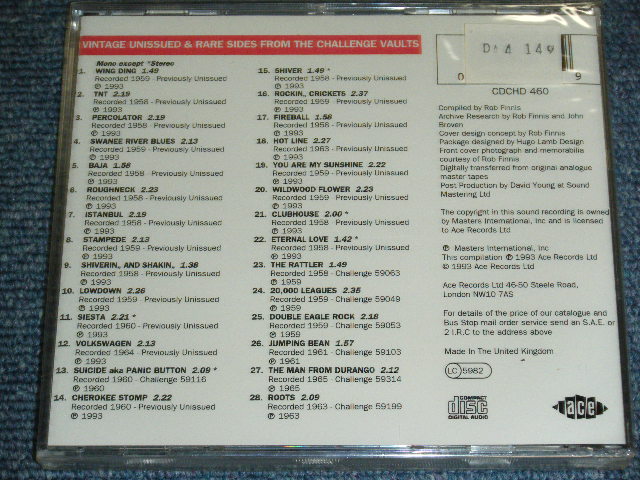 VINTAGE UNISSUED & RARE SIDES FROM THE CHALLENGE VAULTS
Mono except *Stereo
1. WING DING 1.49
Recorded 1959 - Previously Unissued
℗ 1993
2. TNT 2.19
Recorded 1958 - Previously Unissued
℗ 1993
3. PERCOLATOR 2.19
Recorded 1958 - Previously Unissued
℗ 1993
4. SWANEE RIVER BLUES 2.13
Recorded 1959 - Previously Unissued
℗ 1993
5. BAJA 1.58
Recorded 1958 - Previously Unissued
℗ 1993
6. ROUGHNECK 2.23
Recorded 1958 - Previously Unissued
℗ 1993
7. ISTANBUL 2.19
Recorded 1958 - Previously Unissued
℗ 1993
8. STAMPEDE 2.13
Recorded 1959 - Previously Unissued
℗ 1993
9. SHIVERIN, AND SHAKIN, 1.38
Recorded 1958 - Previously Unissued
℗ 1993
10. LOWDOWN 2.26
Recorded 1959 - Previously Unissued
℗ 1993
11. SIESTA 2.21 *
Recorded 1960 - Previously Unissued
℗ 1993
12. VOLKSWAGEN 2.13
Recorded 1964 - Previously Unissued
℗ 1993
13. SUICIDE aka PANIC BUTTON 2.09 *
Recorded 1960 - Challenge 59116
℗ 1960
14. CHEROKEE STOMP 2.22
Recorded 1960 - Previously Unissued
℗ 1993
15. SHIVER 1.49 *
Recorded 1958 - Previously Unissued
℗ 1993
16. ROCKIN, CRICKETS 2.37
Recorded 1959 - Previously Unissued
℗ 1993
17. FIREBALL 1.58
Recorded 1958 - Previously Unissued
℗ 1993
18. HOT LINE 2.27
Recorded 1963 - Previously Unissued
℗ 1993
19. YOU ARE MY SUNSHINE 2.22
Recorded 1959 - Previously Unissued
℗ 1993
20. WILDWOOD FLOWER 2.23
Recorded 1959 - Previously Unissued
℗ 1993
21. CLUBHOUSE 2.00 *
Recorded 1959 - Previously Unissued
℗ 1993
22. ETERNAL LOVE 1.42 *
Recorded 1959 - Previously Unissued
℗ 1993
23. THE RATTLER 1.49
Recorded 1958 - Challenge 59063
℗ 1959
24. 20,000 LEAGUES 2.35
Recorded 1959 - Challenge 59049
℗ 1959
25. DOUBLE EAGLE ROCK 2.18
Recorded 1959 - Challenge 59053
℗ 1959
26. JUMPING BEAN 1.57
Recorded 1961 - Challenge 59103
℗ 1961
27. THE MAN FROM DURANGO 2.12
Recorded 1965 - Challenge 59314
℗ 1965
28. ROOTS 2.09
Recorded 1963 - Challenge 59199
℗ 1963
149
0
9
CDCHD 460
Compiled by Rob Finnis
Archive Research by Rob Finnis and John
Broven
Cover design concept by Rob Finnis
Package designed by Hugo Lamb Design
Front cover photograph and memorabilia
courtesy of Rob Finnis
Digitally transferred from original analogue
master tapes
Post Production by David Young at Sound
Mastering Ltd
The copyright in this sound recording is owned
by Masters International, Inc and is licensed
to Ace Records Ltd
℗ Masters International, Inc
This compilation ℗ 1993 Ace Records Ltd
© 1993 Ace Records Ltd
Ace Records Ltd 46-50 Steele Road,
London NW10 7AS
For details of the price of our catalogue and
Bus Stop mail order service send an S.A.E. or
2 I.R.C to the address above
Made In The United Kingdom
LC 5982
COMPACT
disc
DIGITAL AUDIO
ace